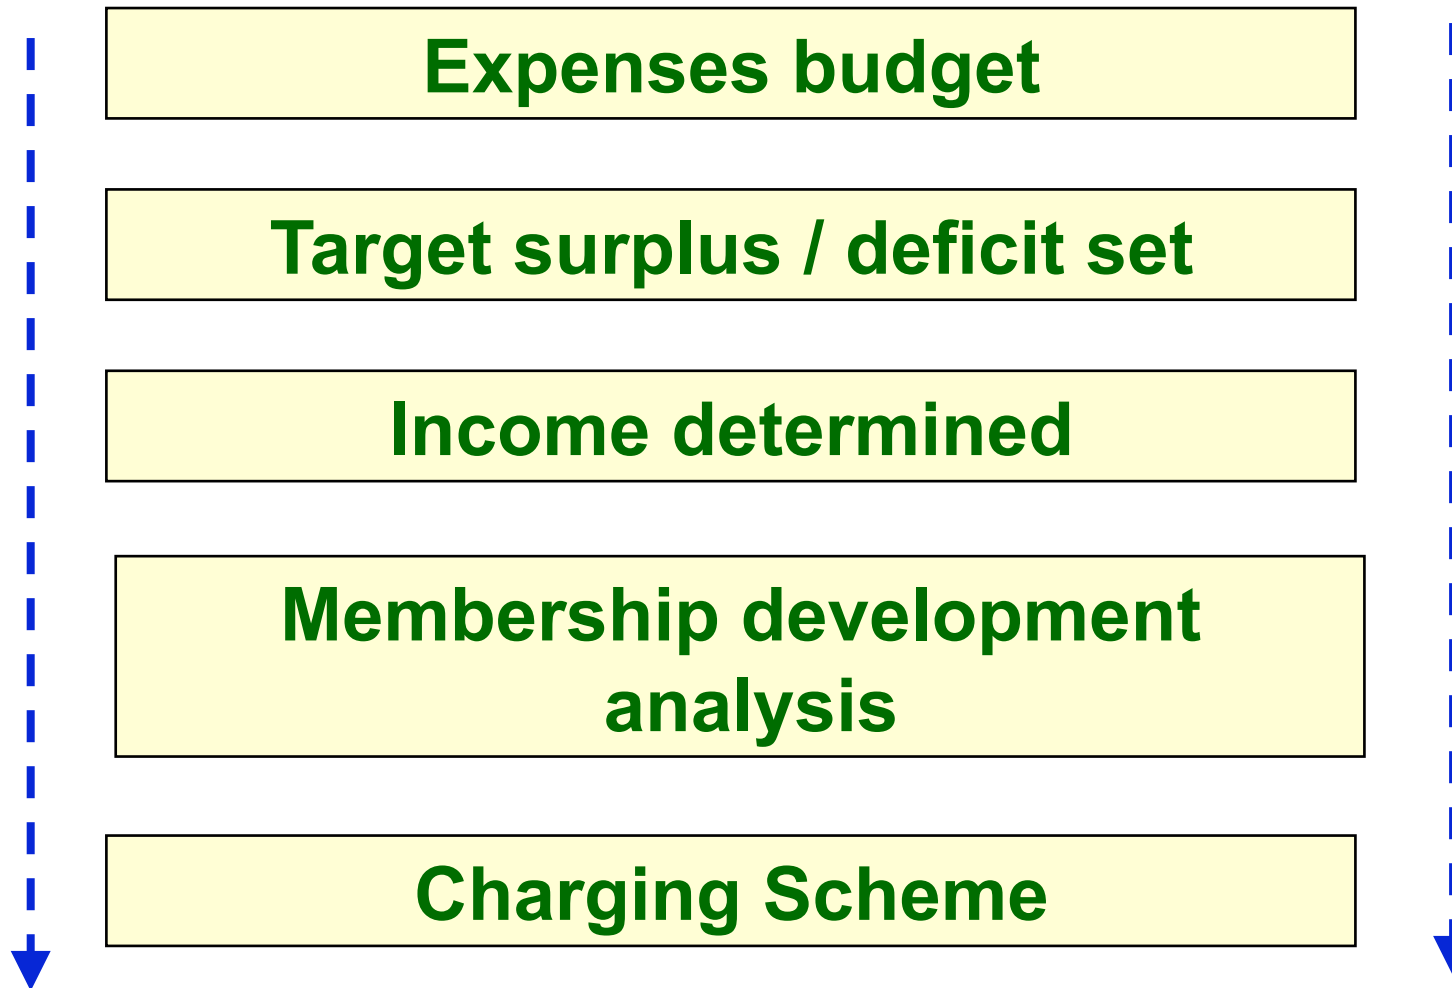 Expenses budget
Target surplus / deficit set
Income determined
Membership development
analysis
Charging Scheme